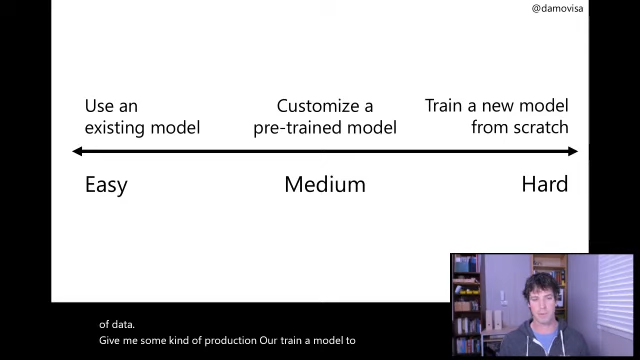 @damovisa
Use an
existing model
Customize a
pre-trained model
Train a new model
from scratch
Easy
Medium
Hard
of data.
Give me some kind of production Our train a model to